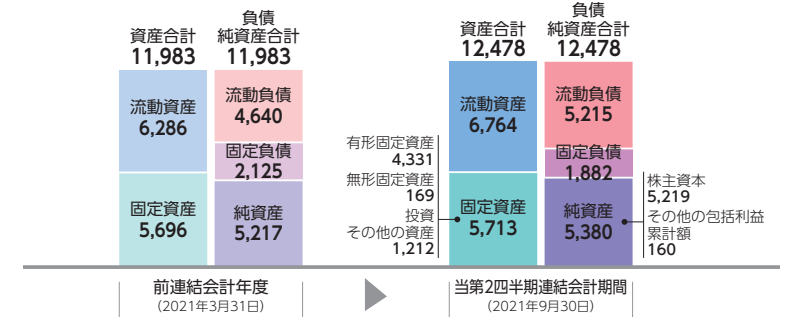 資産合計
11,983
負債
純資産合計
11,983
流動資産
6,286
固定資産
5,696
流動負債
4,640
固定負債
2,125
純資産
5,217
前連結会計年度
(2021年3月31日)
資産合計
12,478
負債
純資産合計
12,478
流動資産
6,764
有形固定資産
4,331
無形固定資産
169
投資
その他の資産
1,212
固定資産
5,713
流動負債
5,215
固定負債
1,882
純資産
5,380
株主資本
5,219
その他の包括利益
累計額
160
当第2四半期連結会計期間
(2021年9月30日)